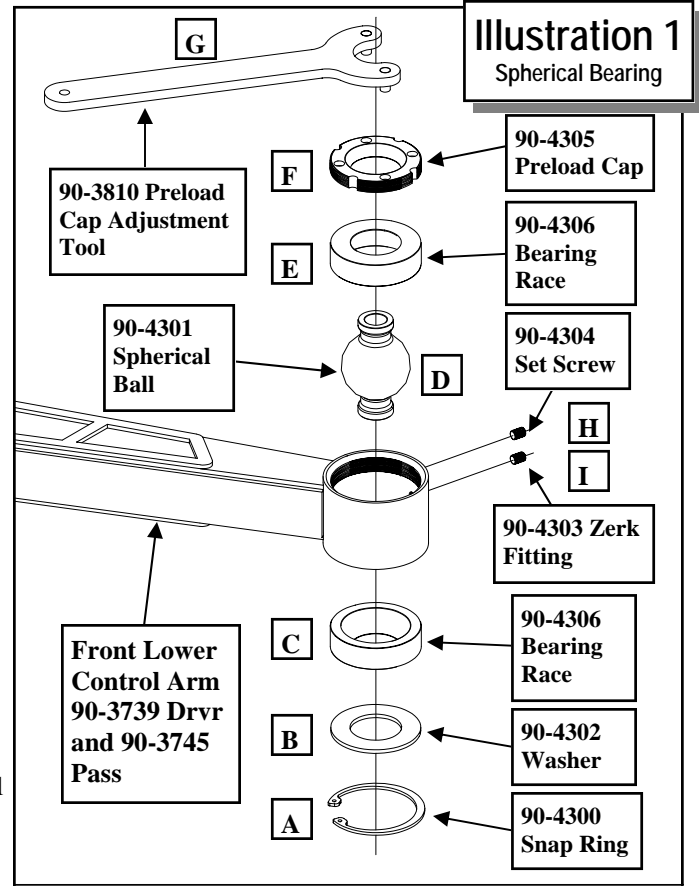 Illustration 1
Spherical Bearing
G
90-3810 Preload
Cap Adjustment
Tool
F
90-4305
Preload Cap
E
90-4306
Bearing
Race
90-4301
Spherical
Ball
D
90-4304
Set Screw
H
I
90-4303 Zerk
Fitting
Front Lower
Control Arm
90-3739 Drvr
and 90-3745
Pass
C
90-4306
Bearing
Race
B
90-4302
Washer
A
90-4300
Snap Ring